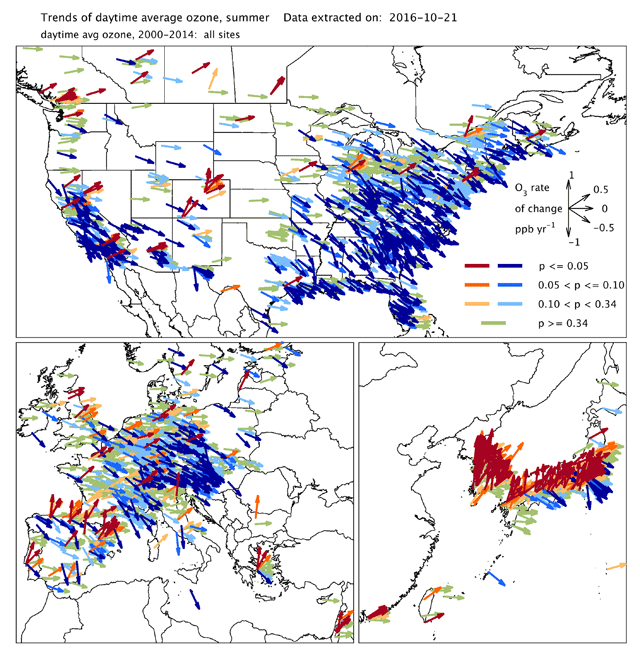 Trends of daytime average ozone, summer    Data extracted on:  2016-10-21
daytime avg ozone, 2000-2014:  all sites
1
O3 rate
0.5
of change
0
ppb yr−1
−0.5
−1
p <= 0.05
0.05 < p <= 0.10
0.10 < p < 0.34
p >= 0.34